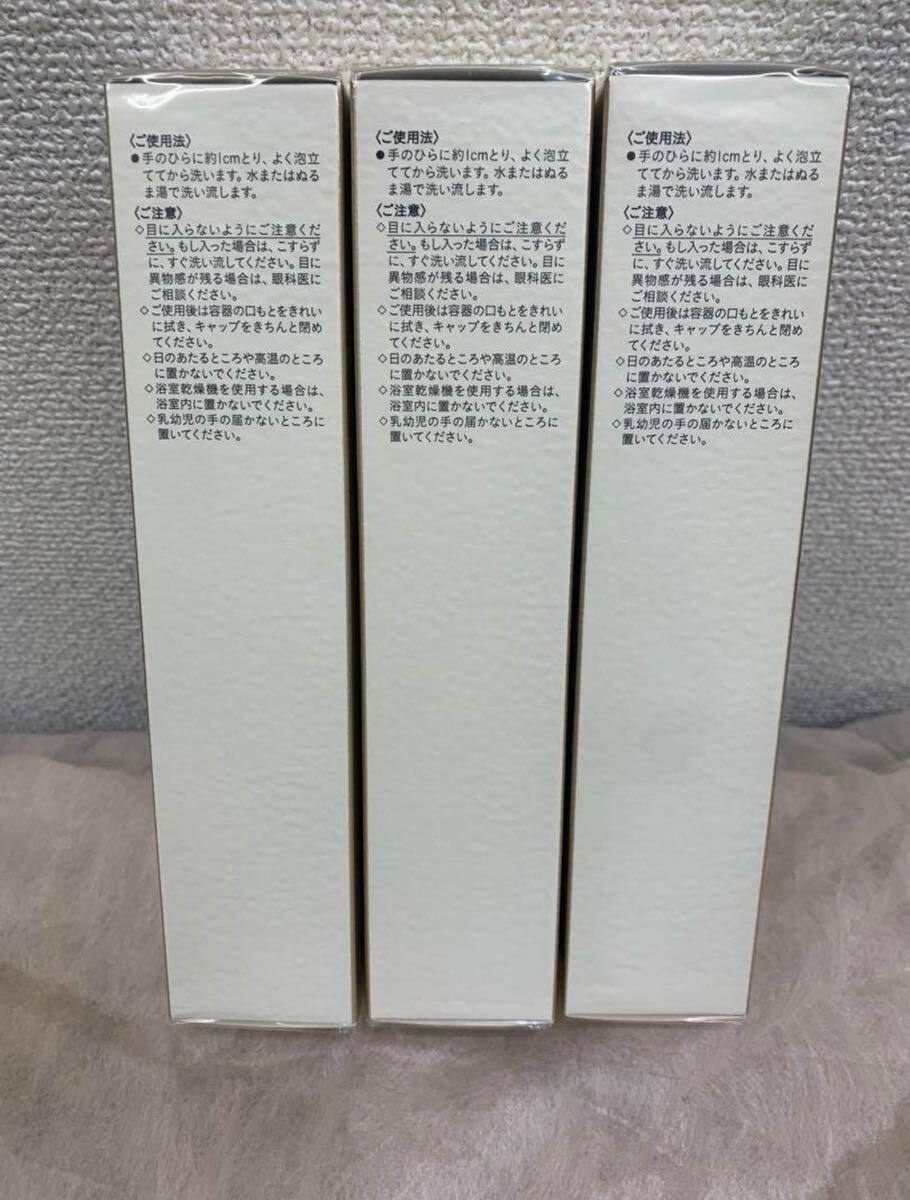 〈ご使用法〉
●手のひらに約1cmとり、よく泡立
ててから洗います。水またはぬる
ま湯で洗い流します。
〈ご注意〉
◇目に入らないようにご注意くだ
さい。もし入った場合は、こすらず
に、すぐ洗い流してください。目に
異物感が残る場合は、眼科医に
ご相談ください。
◇ご使用後は容器の口もとをきれい
に拭き、キャップをきちんと閉め
てください。
◇日のあたるところや高温のところ
に置かないでください。
◇浴室乾燥機を使用する場合は、
浴室内に置かないでください。
◇乳幼児の手の届かないところに
置いてください。
〈ご使用法〉
●手のひらに約1cmとり、よく泡立
ててから洗います。水またはぬる
ま湯で洗い流します。
〈ご注意〉
◇目に入らないようにご注意くだ
さい。もし入った場合は、こすらず
に、すぐ洗い流してください。目に
異物感が残る場合は、眼科医に
ご相談ください。
◇ご使用後は容器の口もとをきれい
に拭き、キャップをきちんと閉め
てください。
◇日のあたるところや高温のところ
に置かないでください。
◇浴室乾燥機を使用する場合は、
浴室内に置かないでください。
◇乳幼児の手の届かないところに
置いてください。
〈ご使用法〉
●手のひらに約1cmとり、よく泡立
ててから洗います。水またはぬる
ま湯で洗い流します。
〈ご注意〉
◇目に入らないようにご注意くだ
さい。もし入った場合は、こすらず
に、すぐ洗い流してください。目に
異物感が残る場合は、眼科医に
ご相談ください。
◇ご使用後は容器の口もとをきれい
に拭き、キャップをきちんと閉め
てください。
◇日のあたるところや高温のところ
に置かないでください。
◇浴室乾燥機を使用する場合は、
浴室内に置かないでください。
◇乳幼児の手の届かないところに
置いてください。